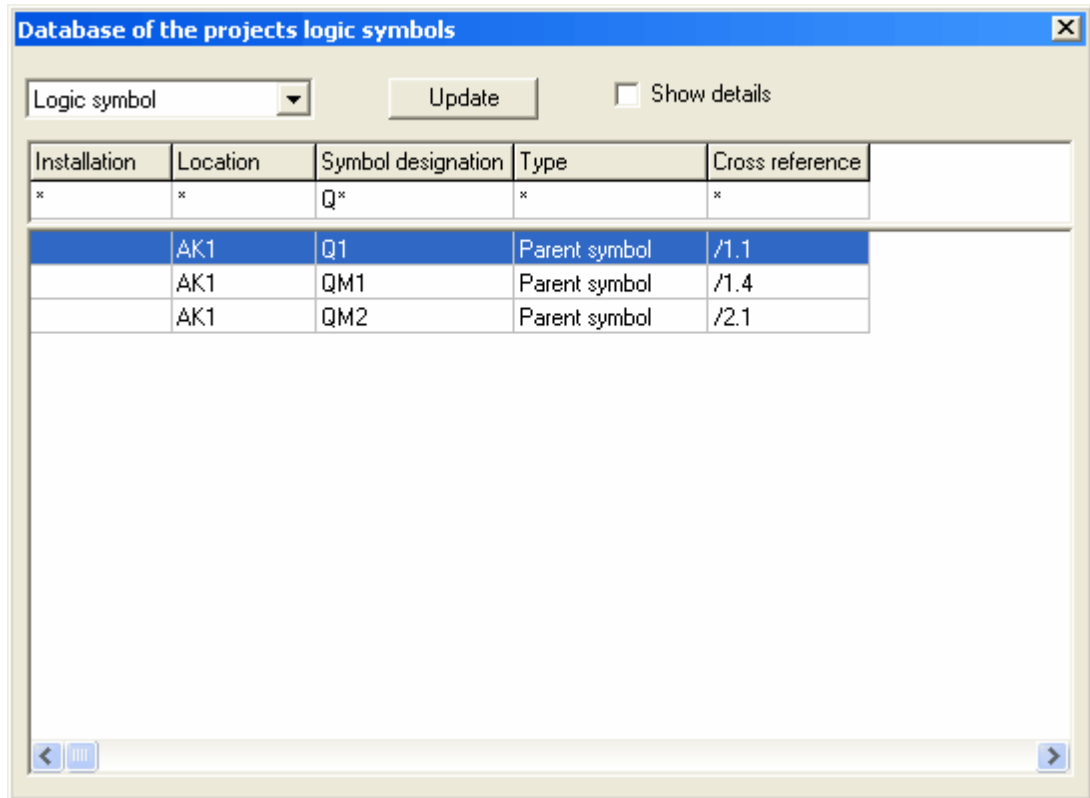 Database of the projects logic symbols
Logic symbol Update Show details
Installation Location Symbol designation Type Cross reference
* * Q* * *
AK1 Q1 Parent symbol /1.1
AK1 QM1 Parent symbol /1.4
AK1 QM2 Parent symbol /2.1